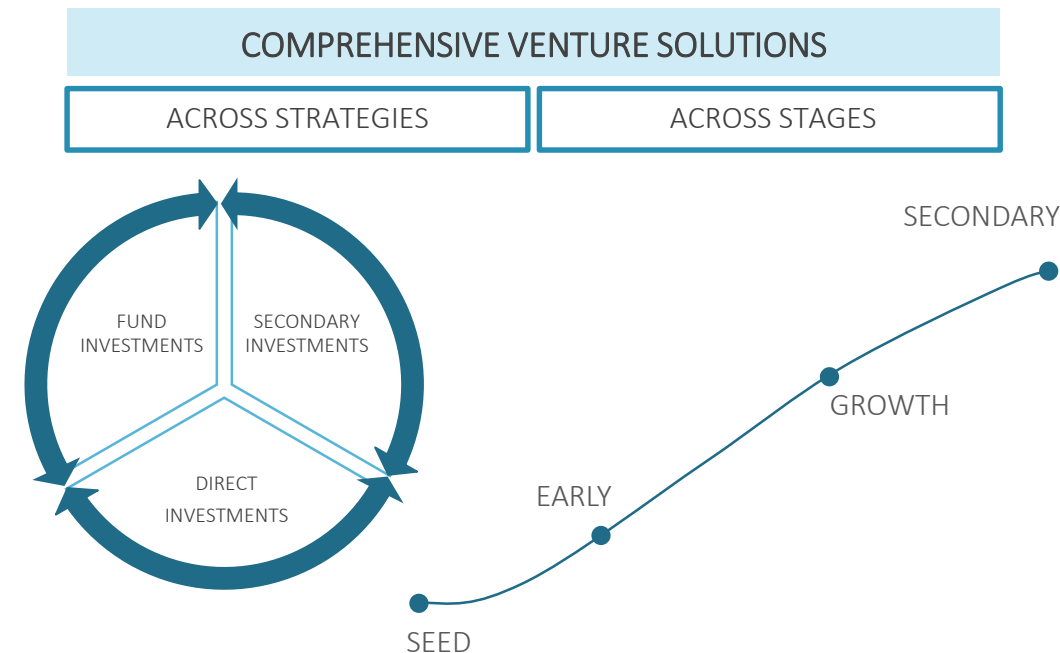 COMPREHENSIVE VENTURE SOLUTIONS
ACROSS STRATEGIES
ACROSS STAGES
FUND
INVESTMENTS
SECONDARY
INVESTMENTS
DIRECT
INVESTMENTS
SECONDARY
GROWTH
EARLY
SEED